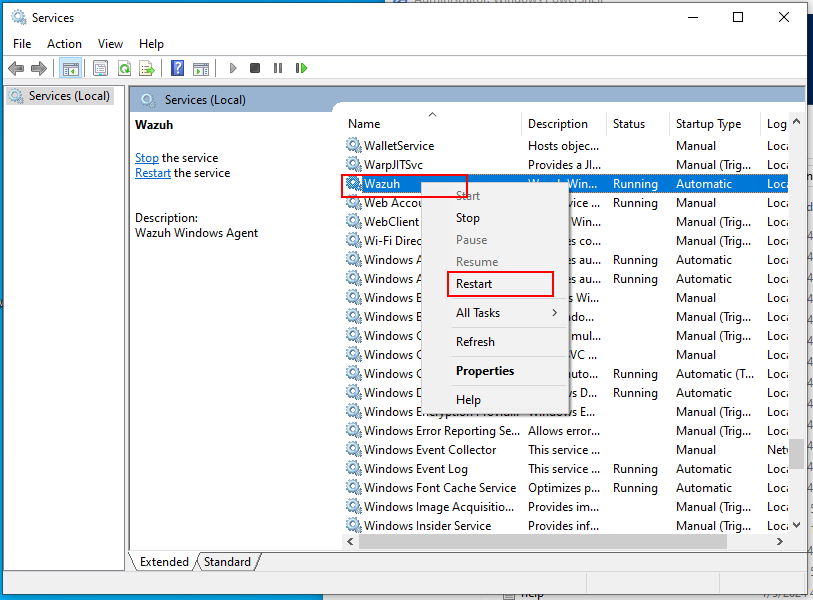 Administrator: Windows PowerShell
Services
File Action View Help
Services (Local)
Services (Local)
Wazuh
Stop the service
Restart the service
Description:
Wazuh Windows Agent
Name Description Status Startup Type Log
WalletService Hosts objec... Manual Loca
WarpJITSvc Provides a JI... Manual (Trig... Loca
Wazuh Win... Running Automatic Loca
Web Accou Running Manual Loca
WebClient Win... Manual (Trig... Loca
Wi-Fi Direc co... Manual (Trig... Loca
Windows A au... Running Automatic Loca
Windows A au... Running Automatic Loca
Windows B Wi... Manual Loca
Windows B Manual (Trig... Loca
Windows C mul... Manual (Trig... Loca
Windows C VC ... Manual Loca
Windows C Running Automatic (T... Loca
Windows D D... Running Automatic Loca
Windows Encryption Provid... Windows E... Manual (Trig... Loca
Windows Error Reporting Se... Allows error... Manual (Trig... Loca
Windows Event Collector This service ... Manual Netw
Windows Event Log This service ... Running Automatic Loca
Windows Font Cache Service Optimizes p... Running Automatic Loca
Windows Image Acquisitio... Provides im... Manual (Trig... Loca
Windows Insider Service Provides inf... Manual (Trig... Loca
Start
Stop
Pause
Resume
Restart
All Tasks
Refresh
Properties
Help
Extended Standard
help